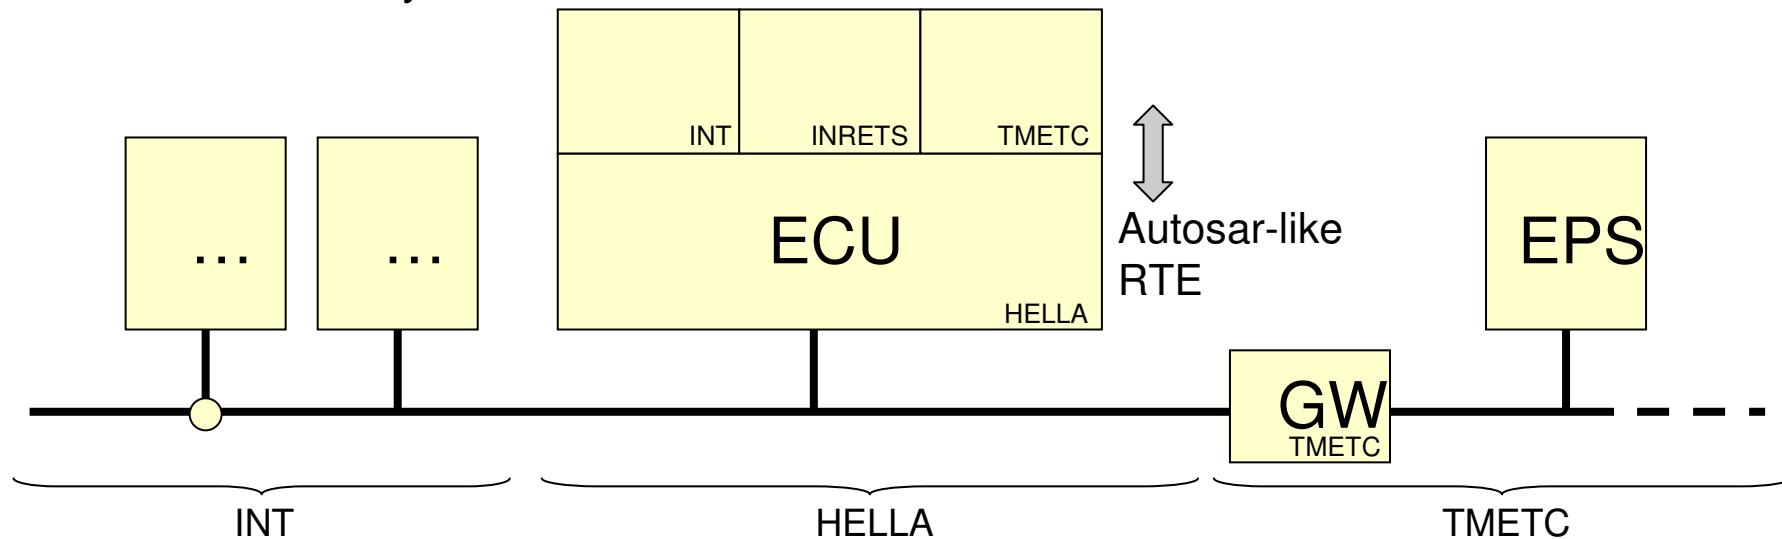 INT
INRETS
TMETC
...
...
ECU
HELLA
Autosar-like
RTE
EPS
GW
TMETC
INT
HELLA
TMETC